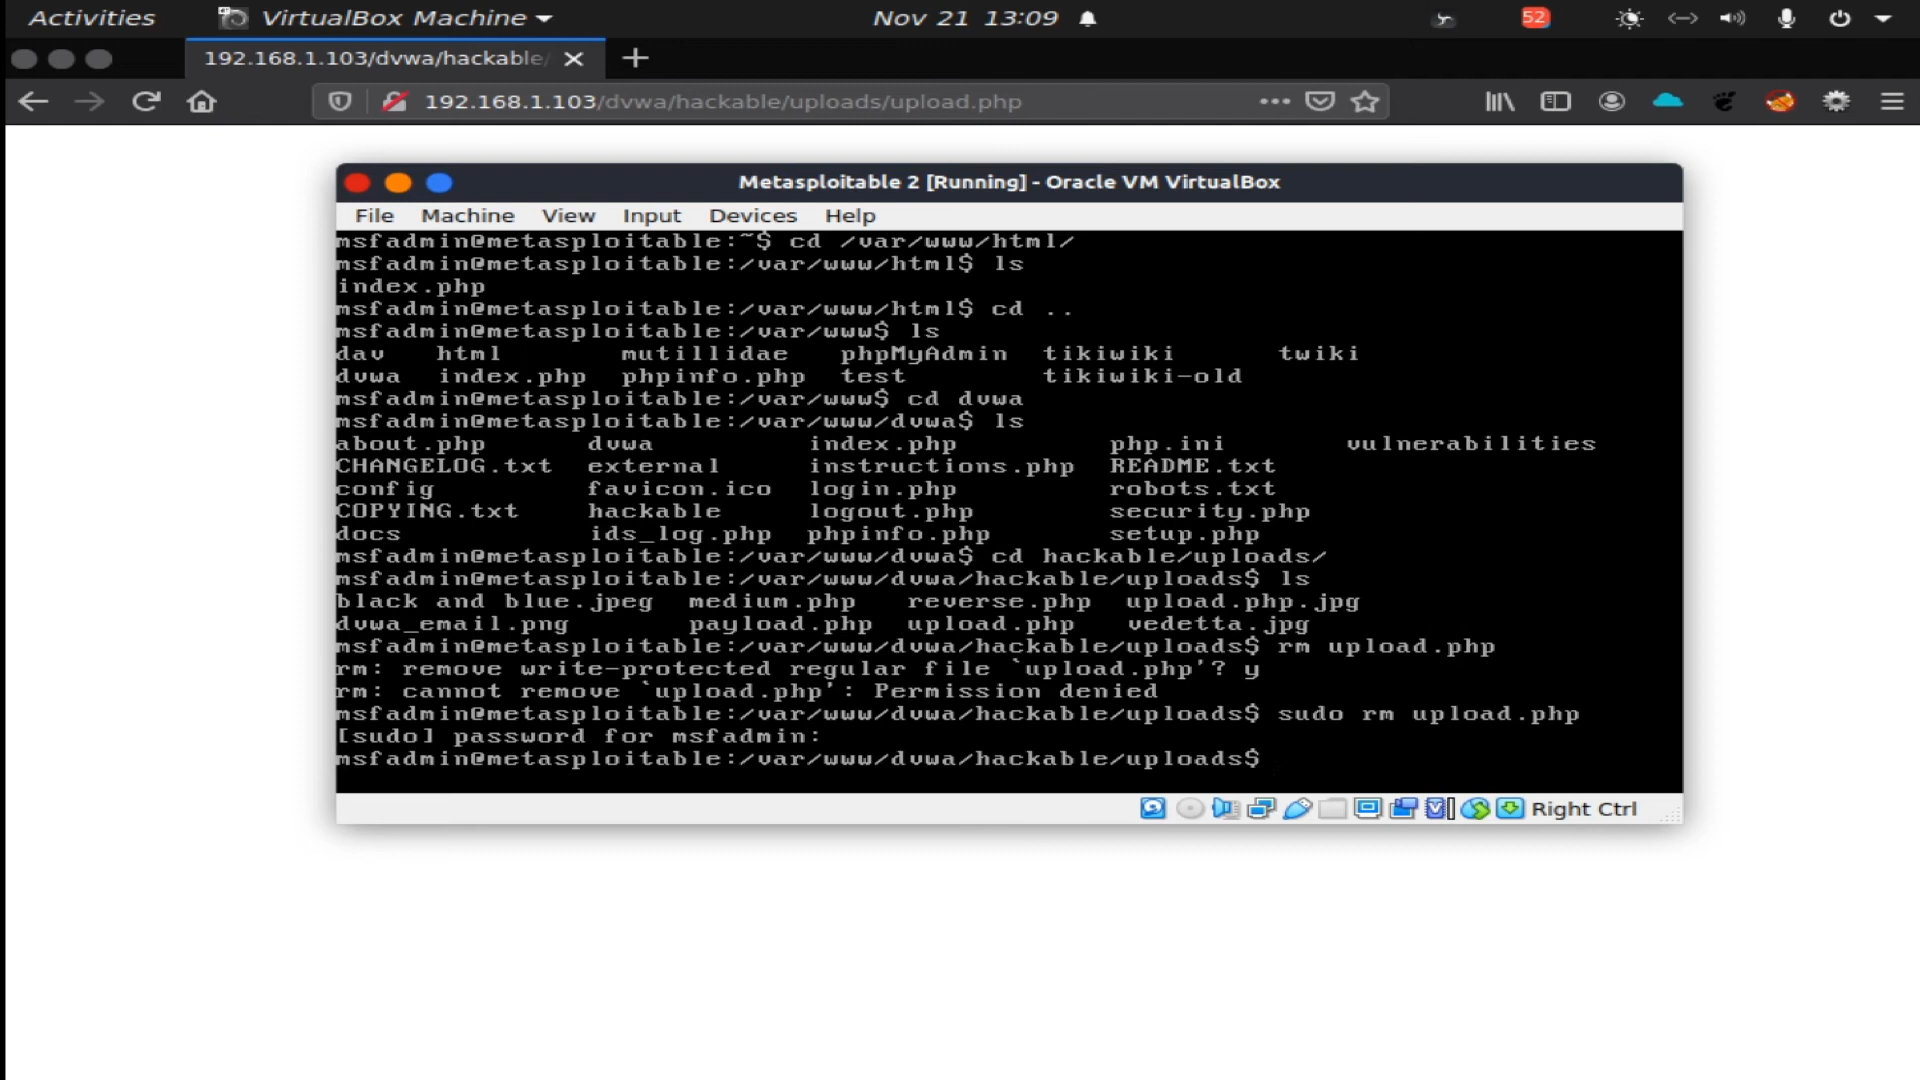 Activities VirtualBox Machine Nov 21 13:09 52
192.168.1.103/dvwa/hackable/
192.168.1.103/dvwa/hackable/uploads/upload.php
Metasploitable 2 [Running] - Oracle VM VirtualBox
File Machine View Input Devices Help
msfadmin@metasploitable:~$ cd /var/www/html/
msfadmin@metasploitable:/var/www/html$ ls
index.php
msfadmin@metasploitable:/var/www/html$ cd ..
msfadmin@metasploitable:/var/www$ ls
dav html mutillidae phpMyAdmin tikiwiki twiki
dvwa index.php phpinfo.php test tikiwiki-old
msfadmin@metasploitable:/var/www$ cd dvwa
msfadmin@metasploitable:/var/www/dvwa$ ls
about.php dvwa index.php php.ini vulnerabilities
CHANGELOG.txt external instructions.php README.txt
config favicon.ico login.php robots.txt
COPYING.txt hackable logout.php security.php
docs ids_log.php phpinfo.php setup.php
msfadmin@metasploitable:/var/www/dvwa$ cd hackable/uploads/
msfadmin@metasploitable:/var/www/dvwa/hackable/uploads$ ls
black and blue.jpeg medium.php reverse.php upload.php.jpg
dvwa_email.png payload.php upload.php vedetta.jpg
msfadmin@metasploitable:/var/www/dvwa/hackable/uploads$ rm upload.php
rm: remove write-protected regular file `upload.php'? y
rm: cannot remove `upload.php': Permission denied
msfadmin@metasploitable:/var/www/dvwa/hackable/uploads$ sudo rm upload.php
[sudo] password for msfadmin:
msfadmin@metasploitable:/var/www/dvwa/hackable/uploads$
Right Ctrl